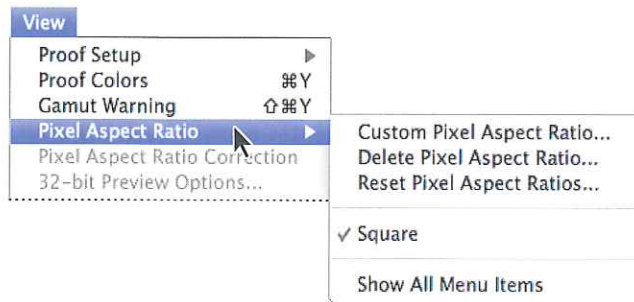 View
Proof Setup
Proof Colors ⌘Y
Gamut Warning ⇧⌘Y
Pixel Aspect Ratio
Pixel Aspect Ratio Correction
32-bit Preview Options...
Custom Pixel Aspect Ratio...
Delete Pixel Aspect Ratio...
Reset Pixel Aspect Ratios...
✓ Square
Show All Menu Items